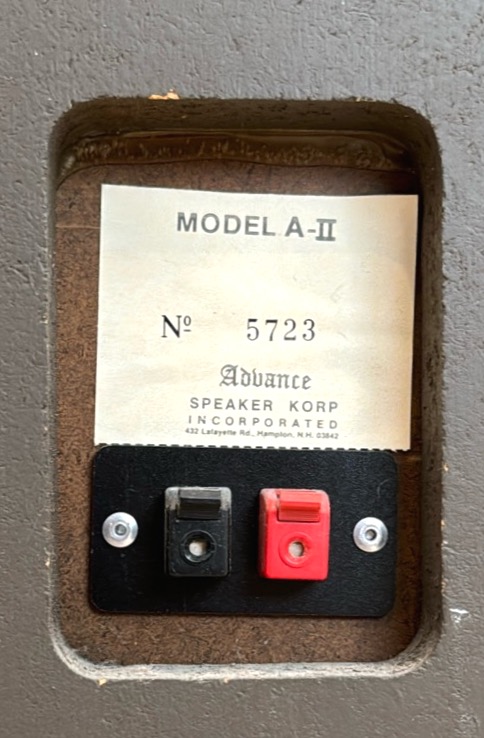 MODEL A-II
Nº 5723
Advance
SPEAKER KORP
INCORPORATED
432 Lafayette Rd., Hampton, N.H. 03842